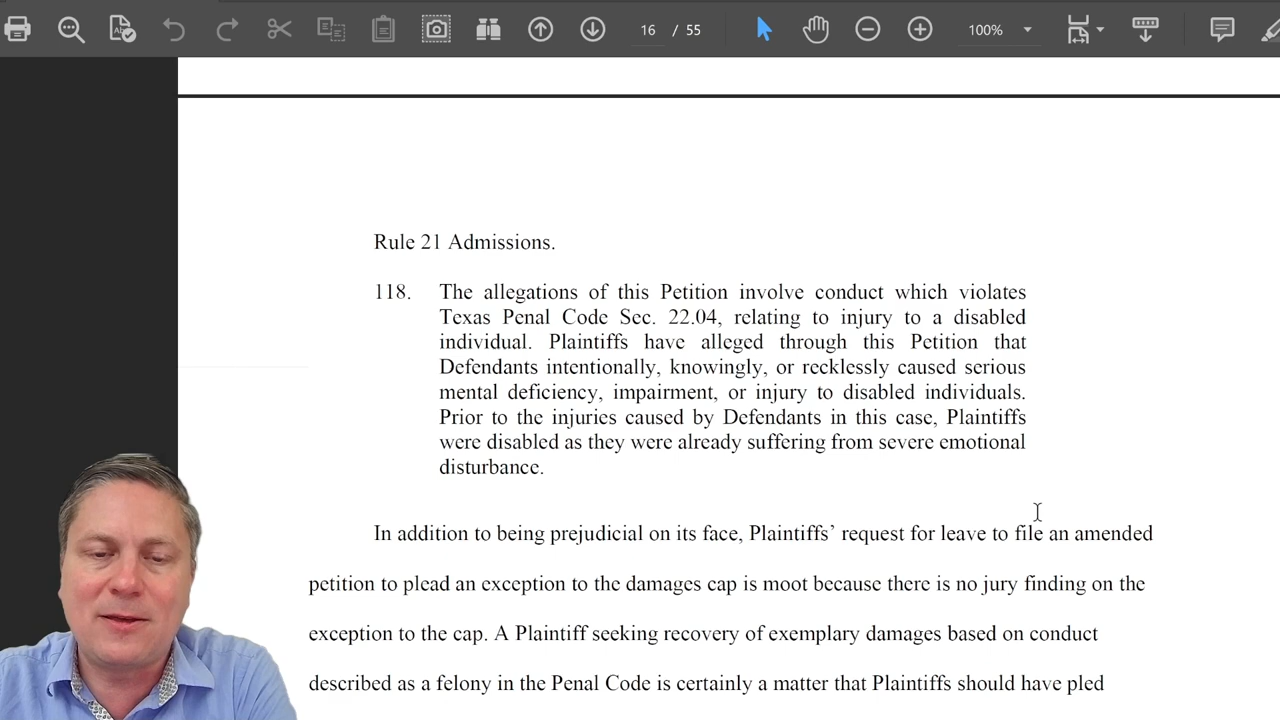 16 / 55
100%
Rule 21 Admissions.
118. The allegations of this Petition involve conduct which violates
Texas Penal Code Sec. 22.04, relating to injury to a disabled
individual. Plaintiffs have alleged through this Petition that
Defendants intentionally, knowingly, or recklessly caused serious
mental deficiency, impairment, or injury to disabled individuals.
Prior to the injuries caused by Defendants in this case, Plaintiffs
were disabled as they were already suffering from severe emotional
disturbance.
In addition to being prejudicial on its face, Plaintiffs’ request for leave to file an amended
petition to plead an exception to the damages cap is moot because there is no jury finding on the
exception to the cap. A Plaintiff seeking recovery of exemplary damages based on conduct
described as a felony in the Penal Code is certainly a matter that Plaintiffs should have pled